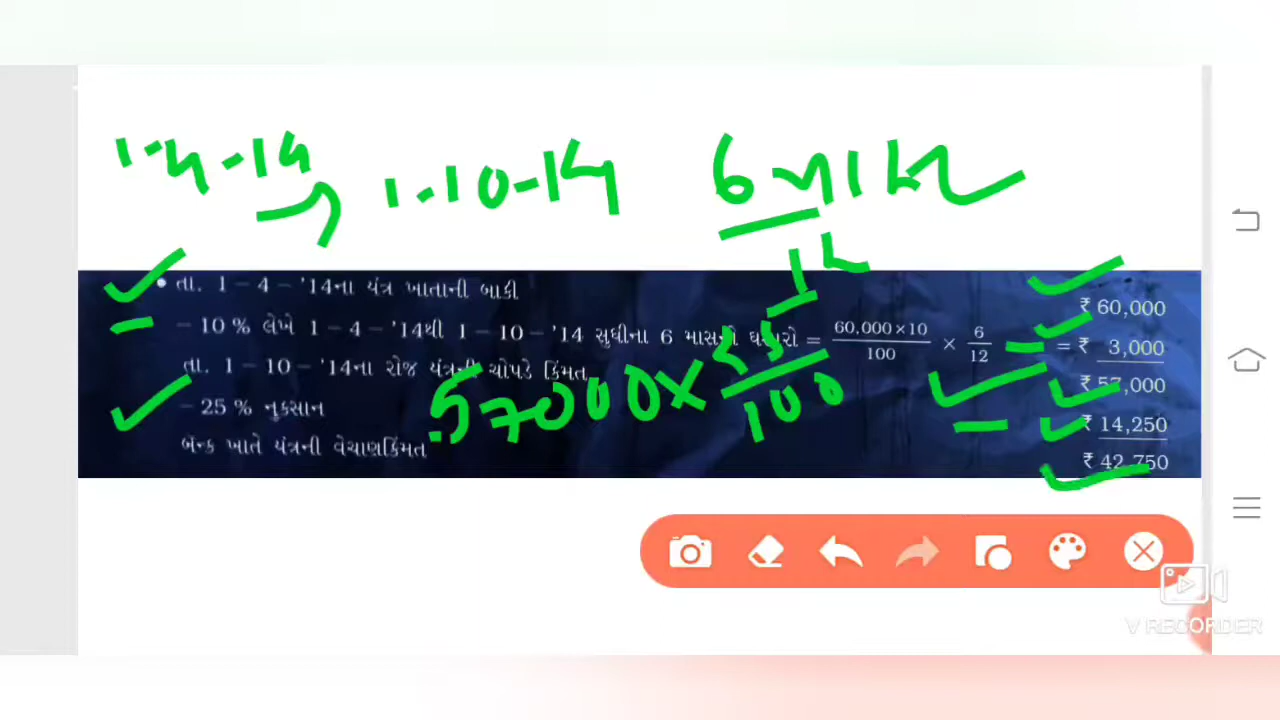 1-4-14 1-10-14 6 માસ
12
• તા. 1 – 4 – '14ના યંત્ર ખાતાની બાકી ₹ 60,000
– 10 % લેખે 1 – 4 – '14થી 1 – 10 – '14 સુધીના 6 માસનો ઘસારો = 60,000×10 / 100 × 6 / 12 = ₹ 3,000
તા. 1 – 10 – '14ના રોજ યંત્રની ચોપડે કિંમત ₹ 57,000
– 25 % નુકસાન ₹ 14,250
57000 × 25 / 100
બૅન્ક ખાતે યંત્રની વેચાણકિંમત ₹ 42,750
V RECORDER